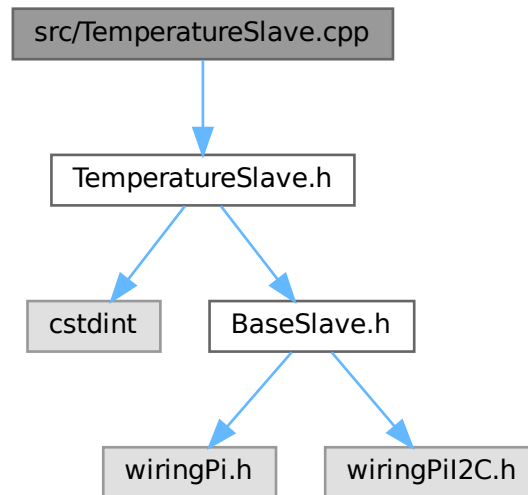 src/TemperatureSlave.cpp
TemperatureSlave.h
cstdint
BaseSlave.h
wiringPi.h
wiringPiI2C.h